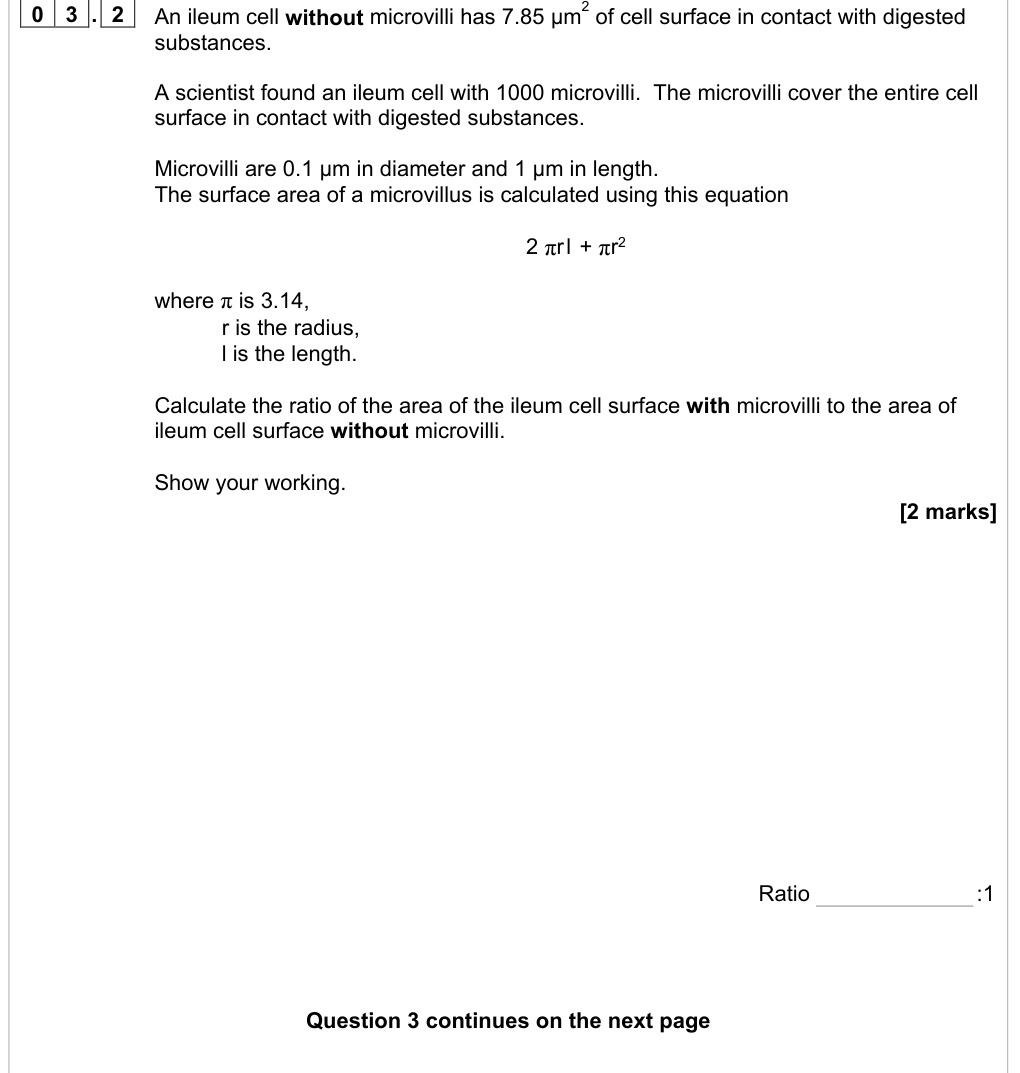 0 3 . 2 An ileum cell without microvilli has 7.85 µm² of cell surface in contact with digested
substances.
A scientist found an ileum cell with 1000 microvilli. The microvilli cover the entire cell
surface in contact with digested substances.
Microvilli are 0.1 µm in diameter and 1 µm in length.
The surface area of a microvillus is calculated using this equation
2 πrl + πr²
where π is 3.14,
r is the radius,
l is the length.
Calculate the ratio of the area of the ileum cell surface with microvilli to the area of
ileum cell surface without microvilli.
Show your working.
[2 marks]
Ratio ______________ :1
Question 3 continues on the next page